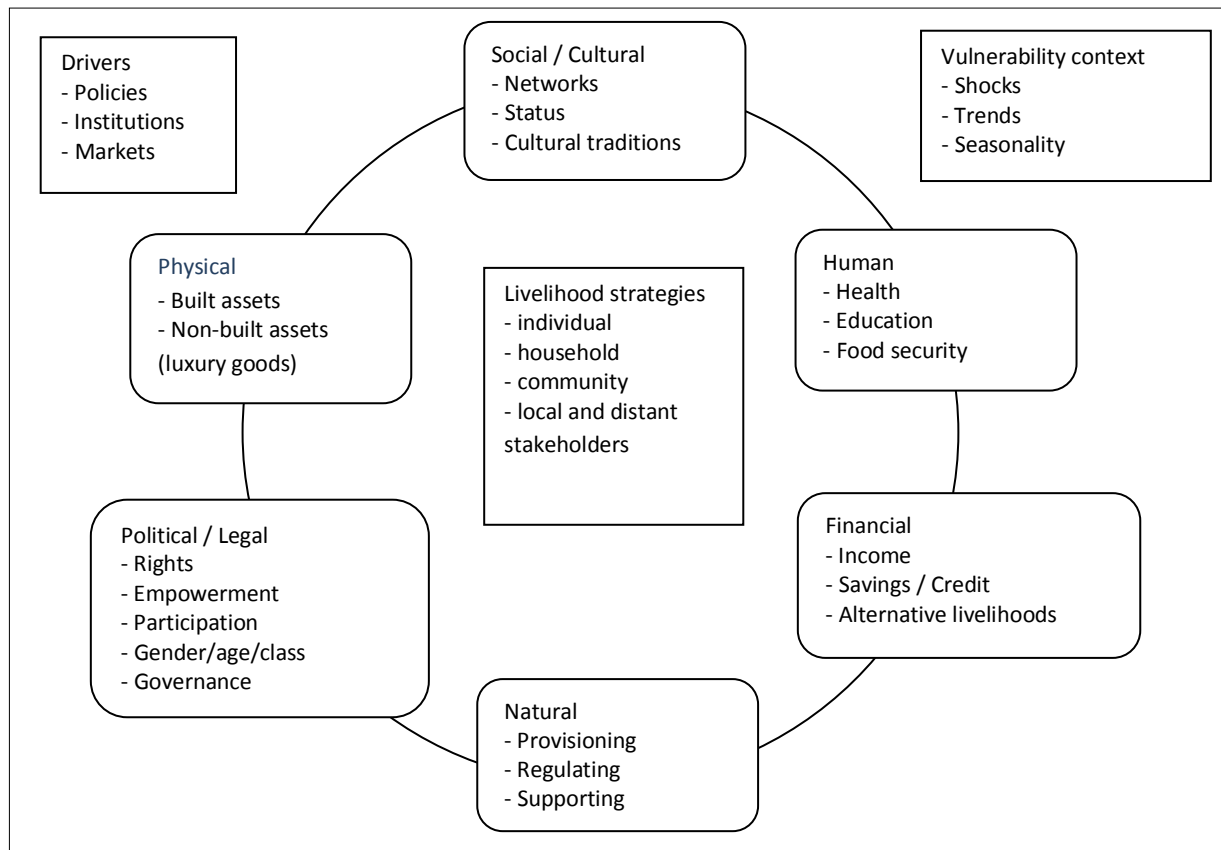 Drivers
- Policies
- Institutions
- Markets
Social / Cultural
- Networks
- Status
- Cultural traditions
Vulnerability context
- Shocks
- Trends
- Seasonality
Physical
- Built assets
- Non-built assets
(luxury goods)
Livelihood strategies
- individual
- household
- community
- local and distant
stakeholders
Human
- Health
- Education
- Food security
Political / Legal
- Rights
- Empowerment
- Participation
- Gender/age/class
- Governance
Financial
- Income
- Savings / Credit
- Alternative livelihoods
Natural
- Provisioning
- Regulating
- Supporting